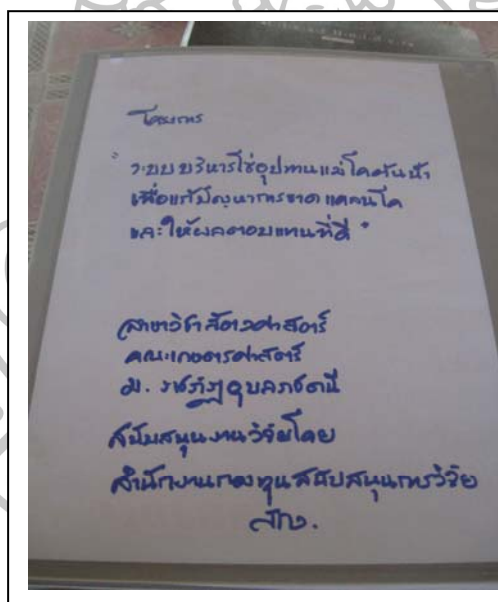 โครงการ
"ระบบบริหารโซ่อุปทานแม่โคต้นน้ำ
เพื่อแก้ปัญหาการขาดแคลนโค
และให้ผลตอบแทนที่ดี"
สาขาวิชาสัตวศาสตร์
คณะเกษตรศาสตร์
ม. ราชภัฏอุบลราชธานี
สนับสนุนงานวิจัยโดย
สำนักงานกองทุนสนับสนุนการวิจัย
สกว.